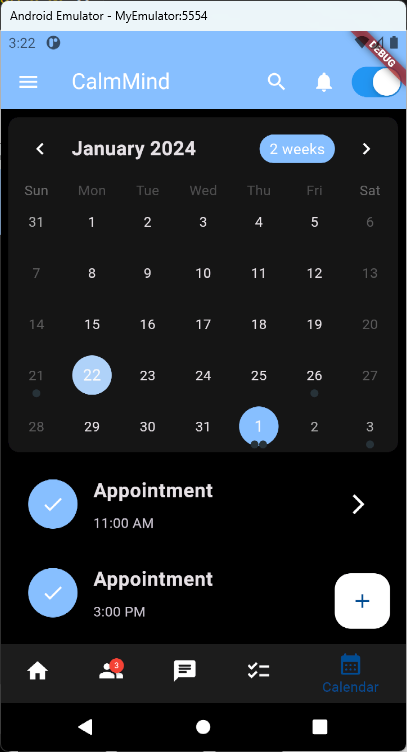 Android Emulator - MyEmulator:5554
3:22
DEBUG
CalmMind
January 2024
2 weeks
Sun Mon Tue Wed Thu Fri Sat
31 1 2 3 4 5 6
7 8 9 10 11 12 13
14 15 16 17 18 19 20
21 22 23 24 25 26 27
28 29 30 31 1 2 3
Appointment
11:00 AM
Appointment
3:00 PM
3
Calendar